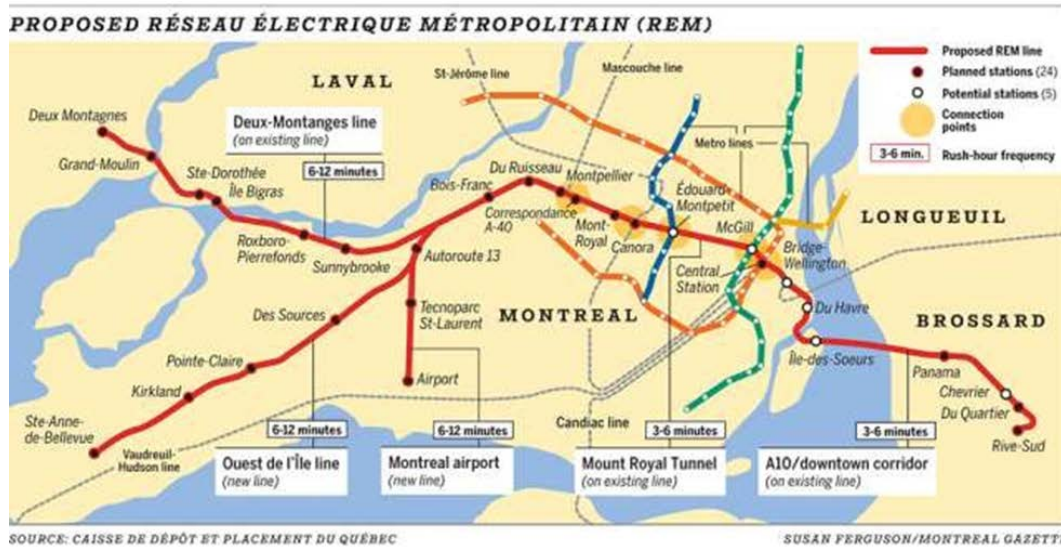 PROPOSED RÉSEAU ÉLECTRIQUE MÉTROPOLITAIN (REM)
Proposed REM line
Planned stations (24)
Potential stations (5)
Connection
points
3-6 min.
Rush-hour frequency
LAVAL
St-Jérôme line
Mascouche line
Metro lines
Deux Montagnes
Grand-Moulin
Deux-Montanges line
(on existing line)
6-12 minutes
Ste-Dorothée
Île Bigras
Roxboro-
Pierrefonds
Sunnybrooke
Bois-Franc
Du Ruisseau
Montpellier
Correspondance
A-40
Mont-
Royal
Canora
Édouard-
Montpetit
McGill
Central
Station
Bridge-
Wellington
LONGUEUIL
Autoroute 13
Tecnoparc
St-Laurent
Airport
Des Sources
Pointe-Claire
Kirkland
Ste-Anne-
de-Bellevue
Vaudreuil-
Hudson line
MONTREAL
Du Havre
Île-des-Soeurs
BROSSARD
Panama
Chevrier
Du Quartier
Rive-Sud
Candiac line
6-12 minutes
Ouest de l'Île line
(new line)
6-12 minutes
Montreal airport
(new line)
3-6 minutes
Mount Royal Tunnel
(on existing line)
3-6 minutes
A10/downtown corridor
(on existing line)
SOURCE: CAISSE DE DÉPÔT ET PLACEMENT DU QUÉBEC
SUSAN FERGUSON/MONTREAL GAZETT